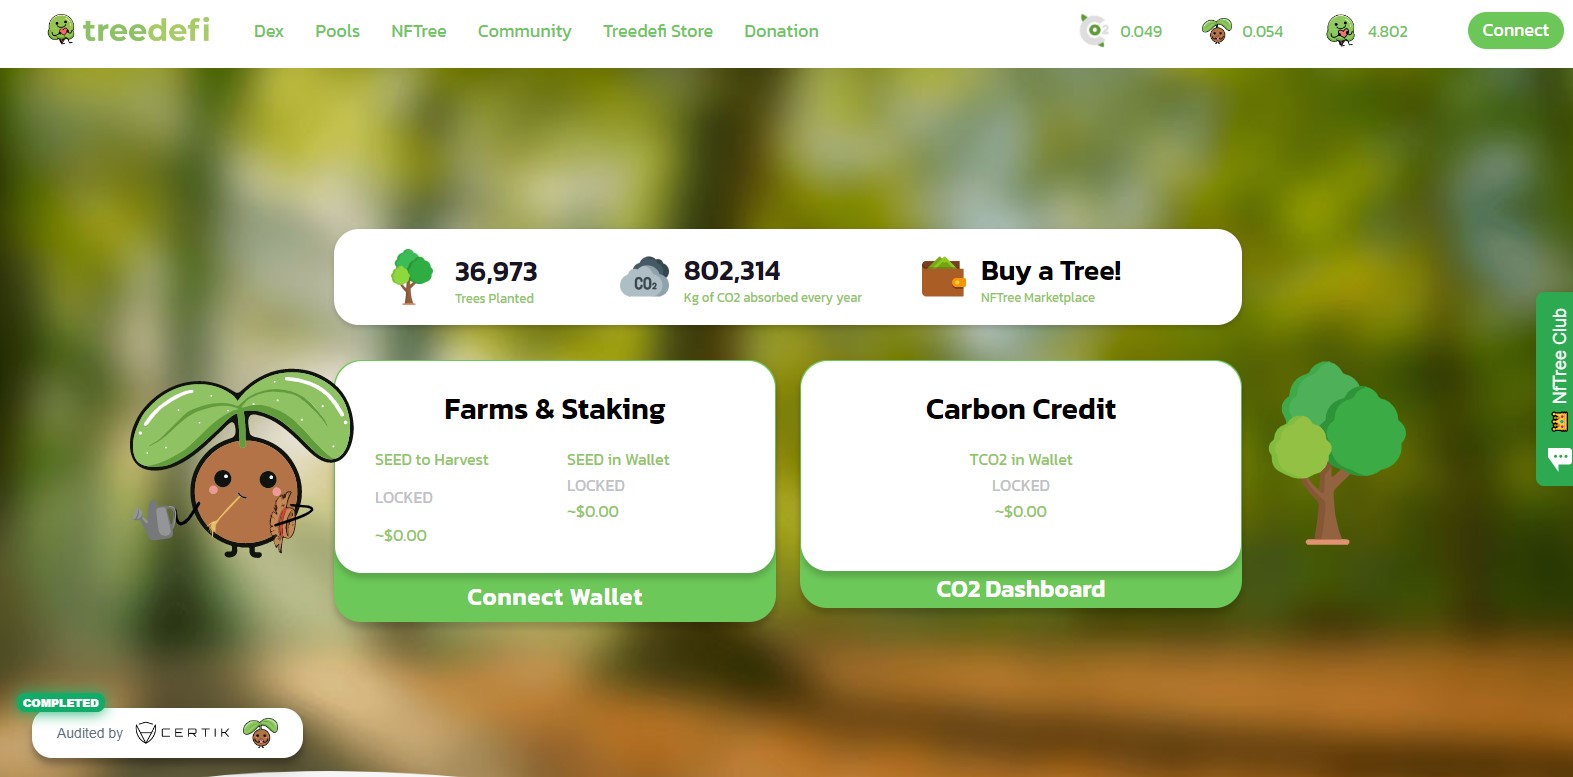 treedefi Dex Pools NFTree Community Treedefi Store Donation 0.049 0.054 4.802 Connect
36,973
Trees Planted
CO2
802,314
Kg of CO2 absorbed every year
Buy a Tree!
NFTree Marketplace
Farms & Staking
SEED to Harvest
LOCKED
~$0.00
SEED in Wallet
LOCKED
~$0.00
Connect Wallet
Carbon Credit
TCO2 in Wallet
LOCKED
~$0.00
CO2 Dashboard
NfTree Club
COMPLETED
Audited by CERTIK